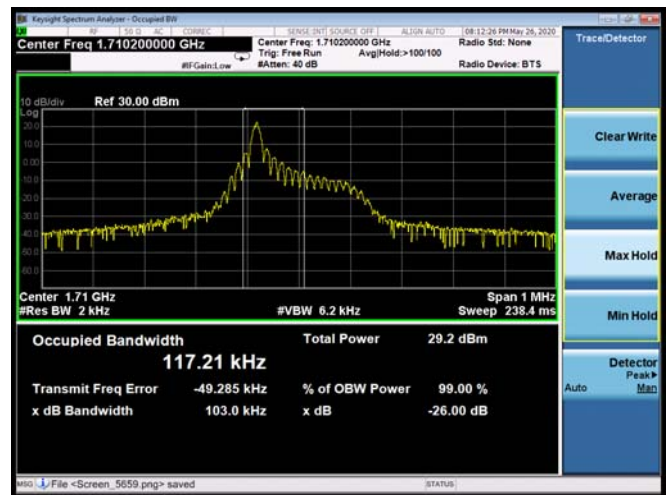 Keysight Spectrum Analyzer - Occupied BW
RF 50 Ω AC CORREC SENSE:INT SOURCE OFF ALIGN AUTO 08:12:26 PM May 26, 2020
Center Freq 1.710200000 GHz
Center Freq: 1.710200000 GHz
Radio Std: None
Trig: Free Run Avg|Hold:>100/100
#IFGain:Low
#Atten: 40 dB
Radio Device: BTS
Trace/Detector
10 dB/div Ref 30.00 dBm
Log
20.0
10.0
0.00
Clear Write
Average
Max Hold
Min Hold
Center 1.71 GHz
Span 1 MHz
#Res BW 2 kHz
#VBW 6.2 kHz
Sweep 238.4 ms
Occupied Bandwidth
Total Power 29.2 dBm
117.21 kHz
Transmit Freq Error -49.285 kHz
% of OBW Power 99.00 %
x dB Bandwidth 103.0 kHz
x dB -26.00 dB
Detector
Peak▶
Auto Man
MSG File <Screen_5659.png> saved
STATUS